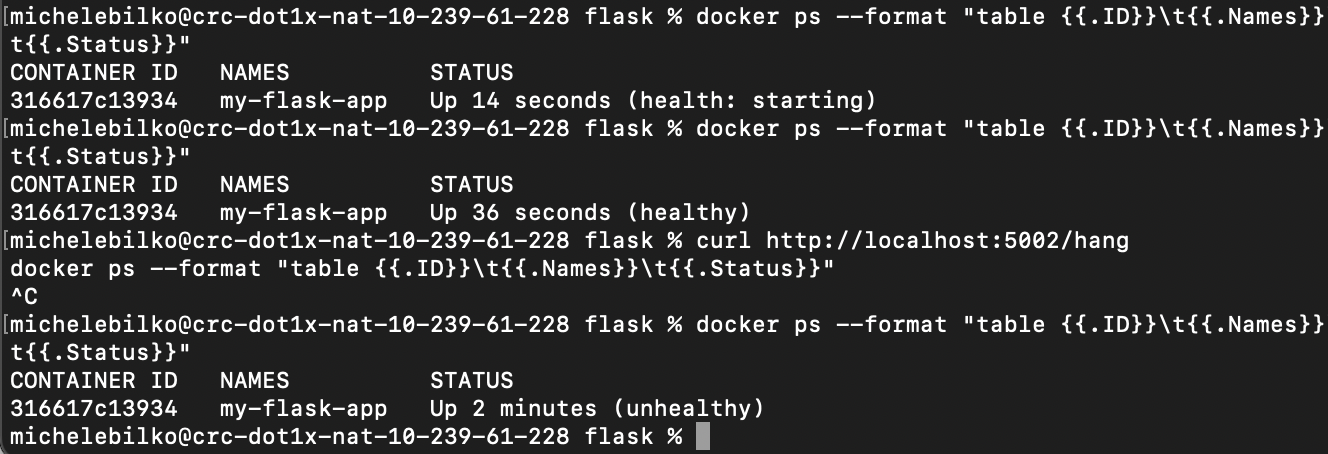 [michelebilko@crc-dot1x-nat-10-239-61-228 flask % docker ps --format "table {{.ID}}\t{{.Names}}
t{{.Status}}"
CONTAINER ID   NAMES          STATUS
316617c13934   my-flask-app   Up 14 seconds (health: starting)
[michelebilko@crc-dot1x-nat-10-239-61-228 flask % docker ps --format "table {{.ID}}\t{{.Names}}
t{{.Status}}"
CONTAINER ID   NAMES          STATUS
316617c13934   my-flask-app   Up 36 seconds (healthy)
[michelebilko@crc-dot1x-nat-10-239-61-228 flask % curl http://localhost:5002/hang
docker ps --format "table {{.ID}}\t{{.Names}}\t{{.Status}}"
^C
[michelebilko@crc-dot1x-nat-10-239-61-228 flask % docker ps --format "table {{.ID}}\t{{.Names}}
t{{.Status}}"
CONTAINER ID   NAMES          STATUS
316617c13934   my-flask-app   Up 2 minutes (unhealthy)
michelebilko@crc-dot1x-nat-10-239-61-228 flask %